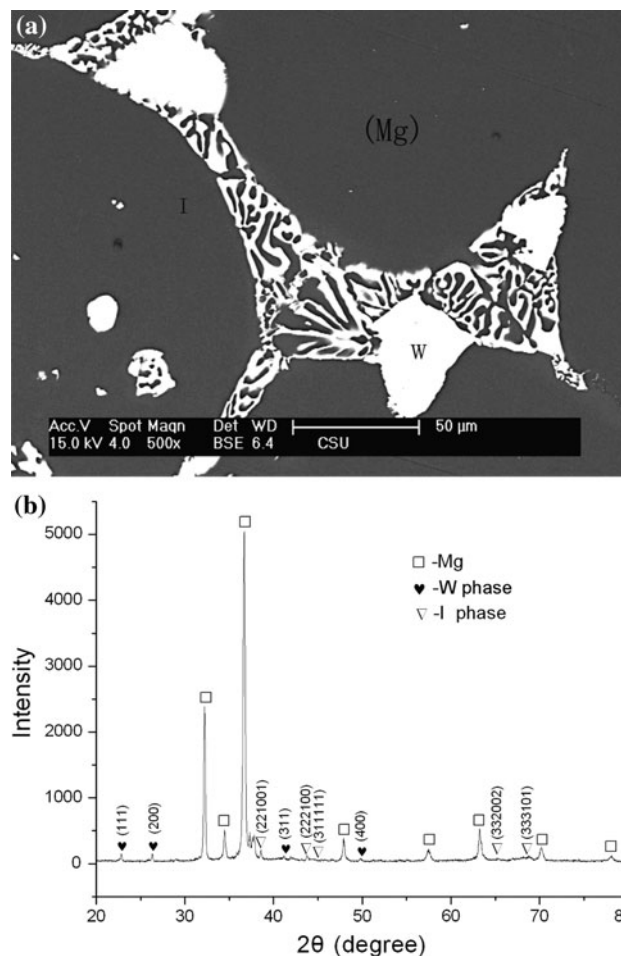 (a)
(Mg)
I
W
Acc.V Spot Magn Det WD 50 μm
15.0 kV 4.0 500x BSE 6.4 CSU
(b)
5000
4000
3000
2000
1000
0
Intensity
□ -Mg
♥ -W phase
▽ -I phase
(111)
(200)
(221001)
(311)
(222100)
(311111)
(400)
(332002)
(333101)
20 30 40 50 60 70 80
2θ (degree)